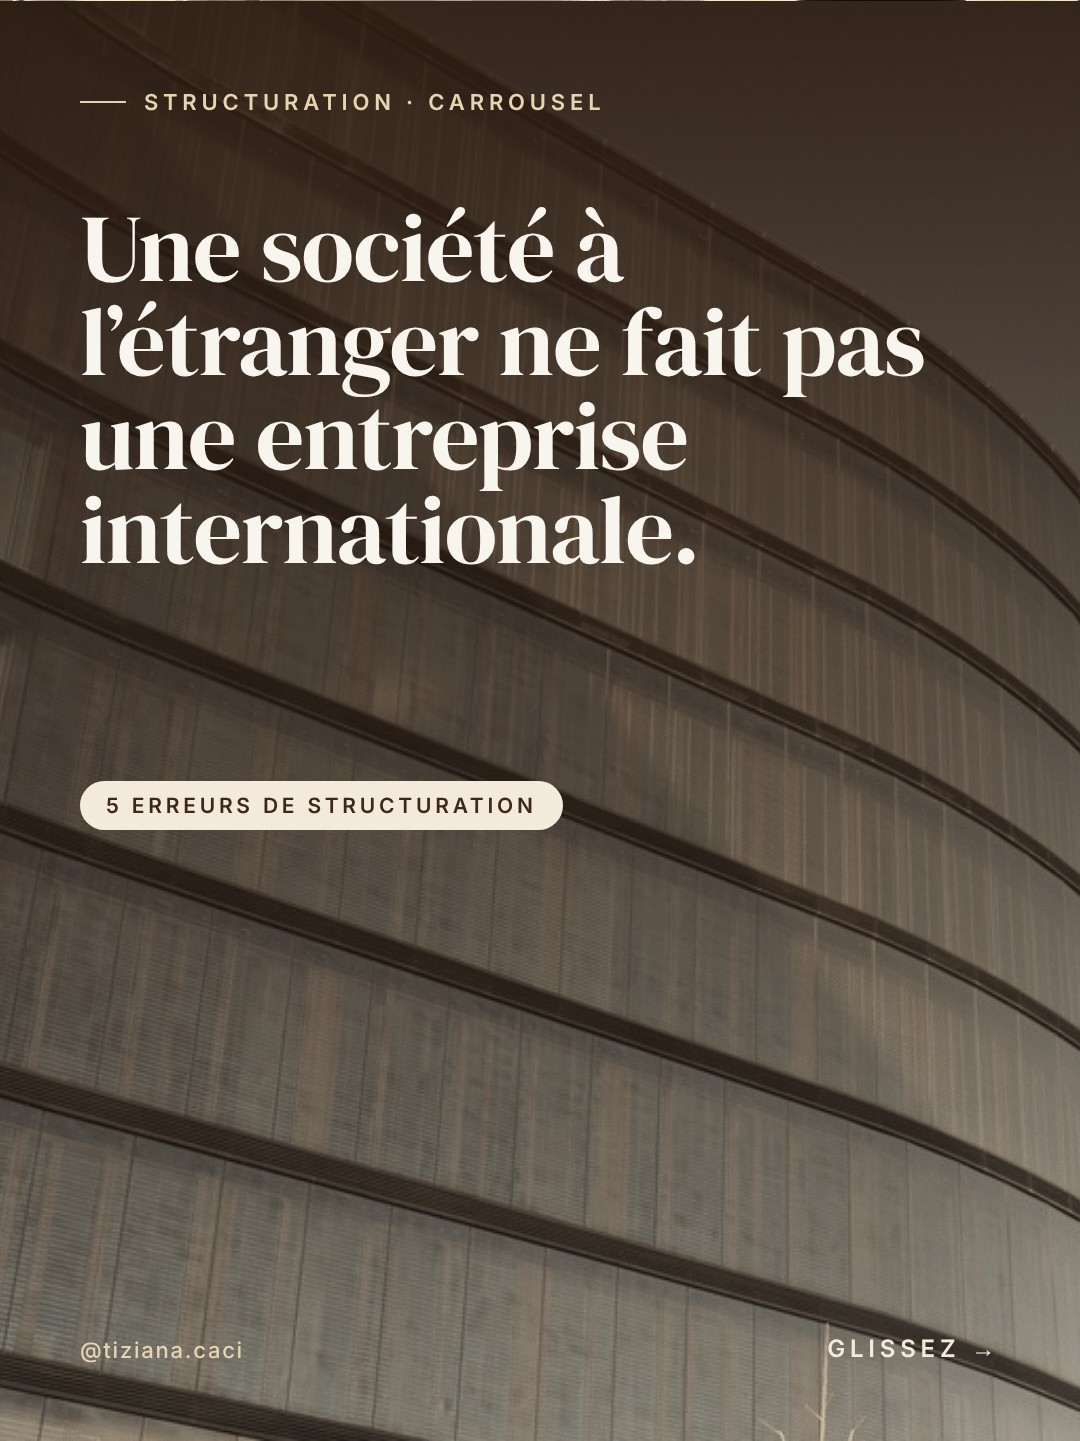 STRUCTURATION · CARROUSEL
Une société à
l’étranger ne fait pas
une entreprise
internationale.
5 ERREURS DE STRUCTURATION
@tiziana.caci
GLISSEZ →